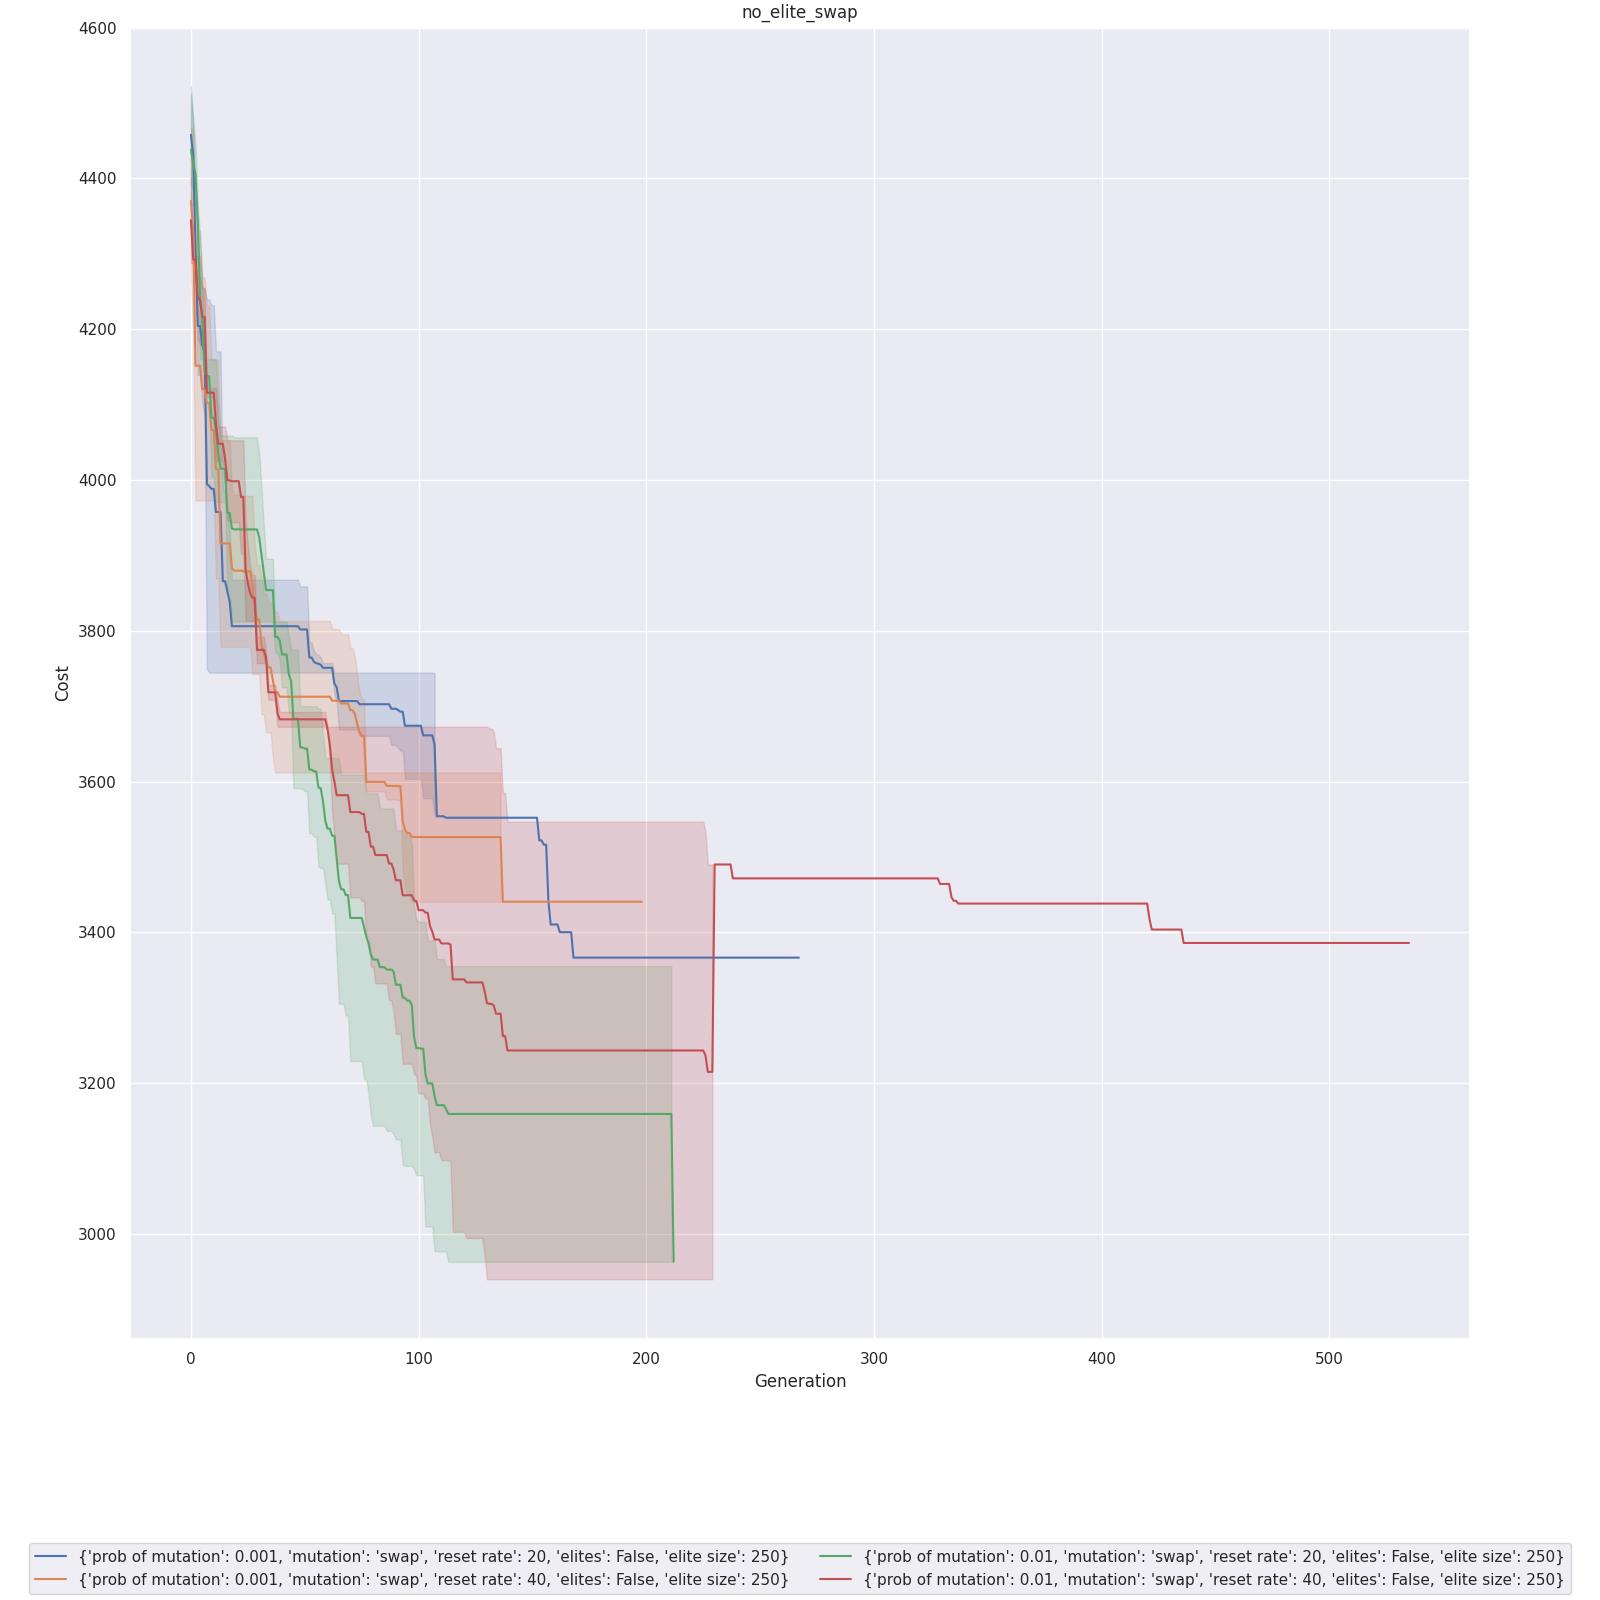 no_elite_swap
4600
4400
4200
4000
3800
3600
3400
3200
3000
Cost
0 100 200 300 400 500
Generation
{'prob of mutation': 0.001, 'mutation': 'swap', 'reset rate': 20, 'elites': False, 'elite size': 250}
{'prob of mutation': 0.001, 'mutation': 'swap', 'reset rate': 40, 'elites': False, 'elite size': 250}
{'prob of mutation': 0.01, 'mutation': 'swap', 'reset rate': 20, 'elites': False, 'elite size': 250}
{'prob of mutation': 0.01, 'mutation': 'swap', 'reset rate': 40, 'elites': False, 'elite size': 250}